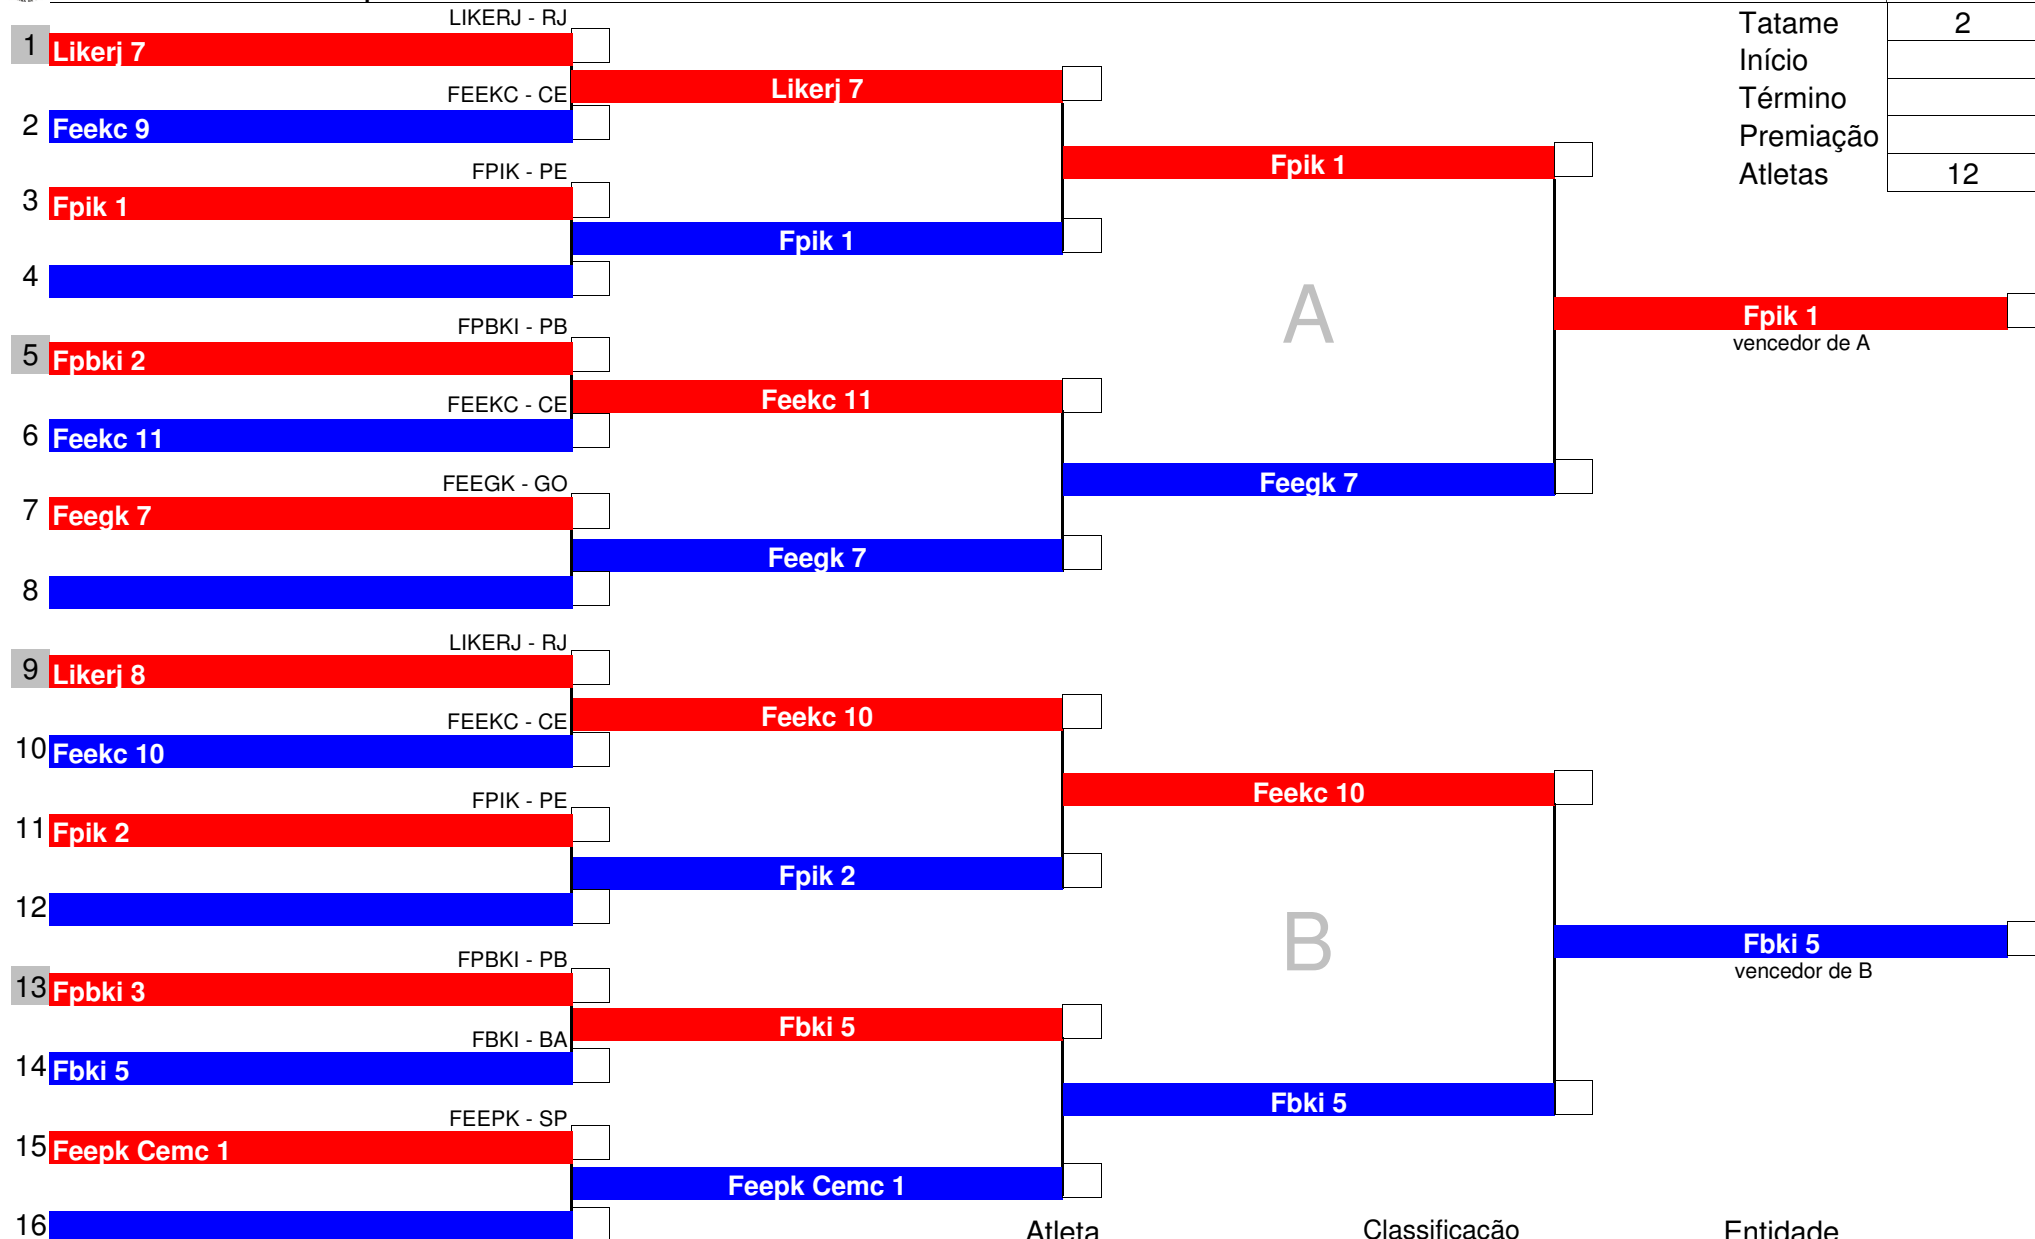 LIKERJ - RJ
Tatame 2
1 Likerj 7
Início
FEEKC - CE
Likerj 7
Término
2 Feekc 9
Premiação
FPIK - PE
Fpik 1
Atletas 12
3 Fpik 1
Fpik 1
4
A
Fpik 1
FPBKI - PB
vencedor de A
5 Fpbki 2
FEEKC - CE
Feekc 11
6 Feekc 11
FEEGK - GO
Feegk 7
7 Feegk 7
Feegk 7
8
LIKERJ - RJ
9 Likerj 8
FEEKC - CE
Feekc 10
10 Feekc 10
FPIK - PE
Feekc 10
11 Fpik 2
Fpik 2
12
B
Fbki 5
FPBKI - PB
vencedor de B
13 Fpbki 3
Fbki 5
FBKI - BA
14 Fbki 5
Fbki 5
FEEPK - SP
15 Feepk Cemc 1
Feepk Cemc 1
16
Atleta Classificação Entidade